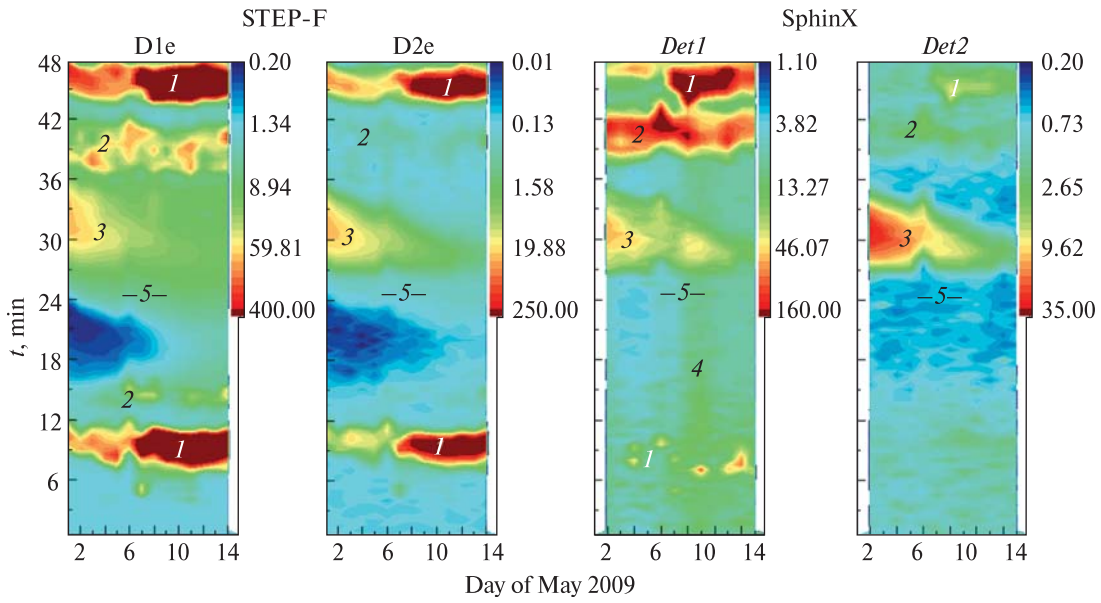 STEP-F SphinX
D1e D2e Det1 Det2
48 1 0.20 1 0.01 1 1.10 1 0.20
42 2 1.34 2 0.13 2 3.82 2 0.73
36 8.94 1.58 13.27 2.65
30 3 59.81 3 19.88 3 46.07 3 9.62
24 –5– 400.00 –5– 250.00 –5– 160.00 –5– 35.00
t, min
18 4
12 2
1 1 1
6
2 6 10 14 2 6 10 14 2 6 10 14 2 6 10 14
Day of May 2009